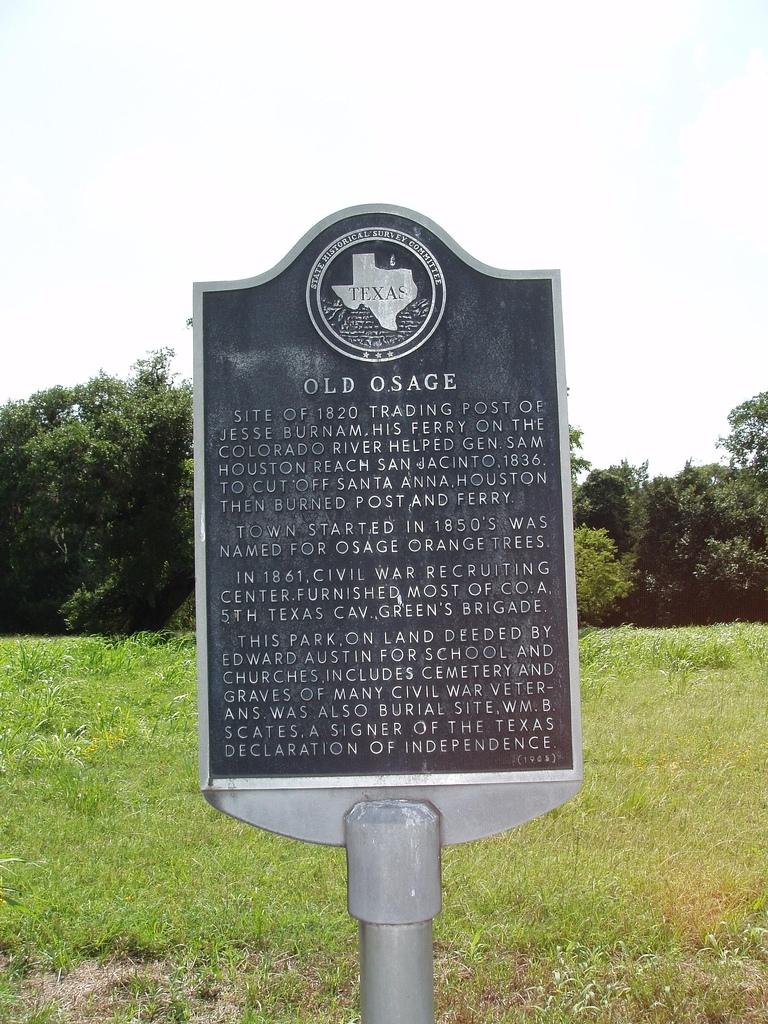 STATE HISTORICAL SURVEY COMMITTEE
TEXAS
OLD OSAGE
SITE OF 1820 TRADING POST OF
JESSE BURNAM, HIS FERRY ON THE
COLORADO RIVER HELPED GEN. SAM
HOUSTON REACH SAN JACINTO, 1836.
TO CUT OFF SANTA ANNA, HOUSTON
THEN BURNED POST AND FERRY.
TOWN STARTED IN 1850'S WAS
NAMED FOR OSAGE ORANGE TREES.
IN 1861, CIVIL WAR RECRUITING
CENTER. FURNISHED MOST OF CO. A,
5TH TEXAS CAV., GREEN'S BRIGADE.
THIS PARK, ON LAND DEEDED BY
EDWARD AUSTIN FOR SCHOOL AND
CHURCHES, INCLUDES CEMETERY AND
GRAVES OF MANY CIVIL WAR VETER-
ANS. WAS ALSO BURIAL SITE, WM. B.
SCATES, A SIGNER OF THE TEXAS
DECLARATION OF INDEPENDENCE.